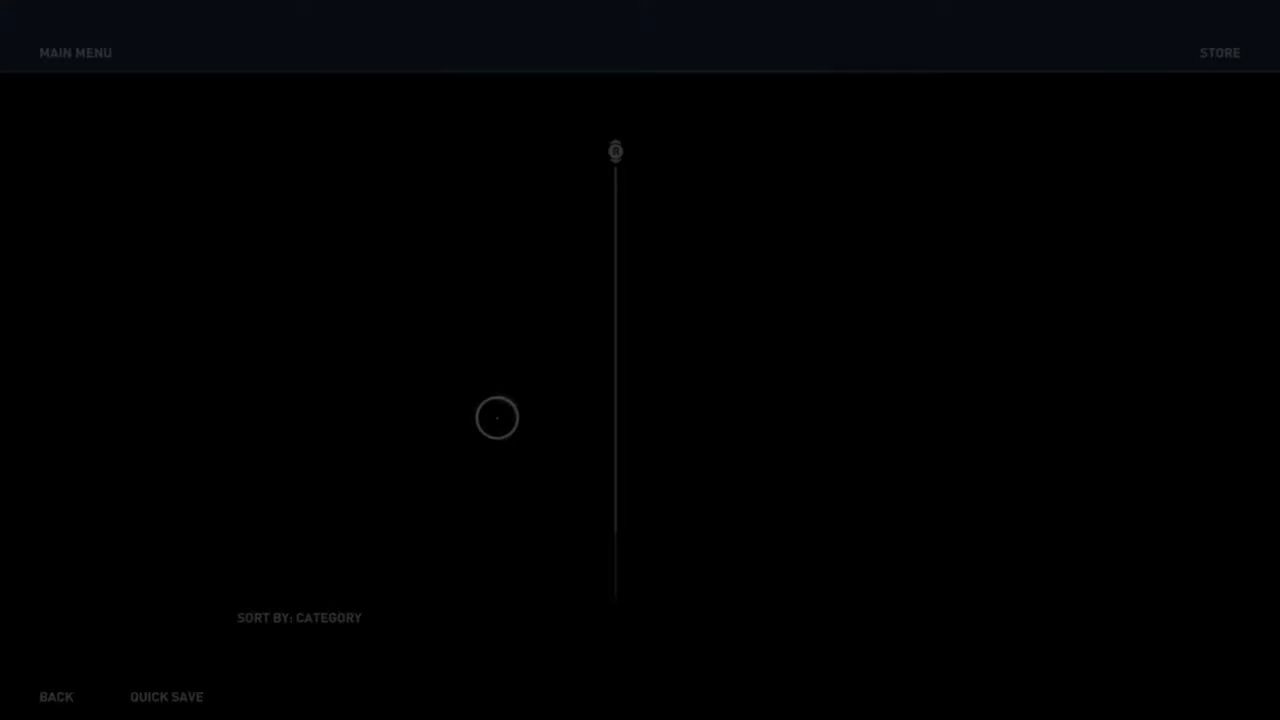 MAIN MENU
STORE
R
SORT BY: CATEGORY
BACK
QUICK SAVE